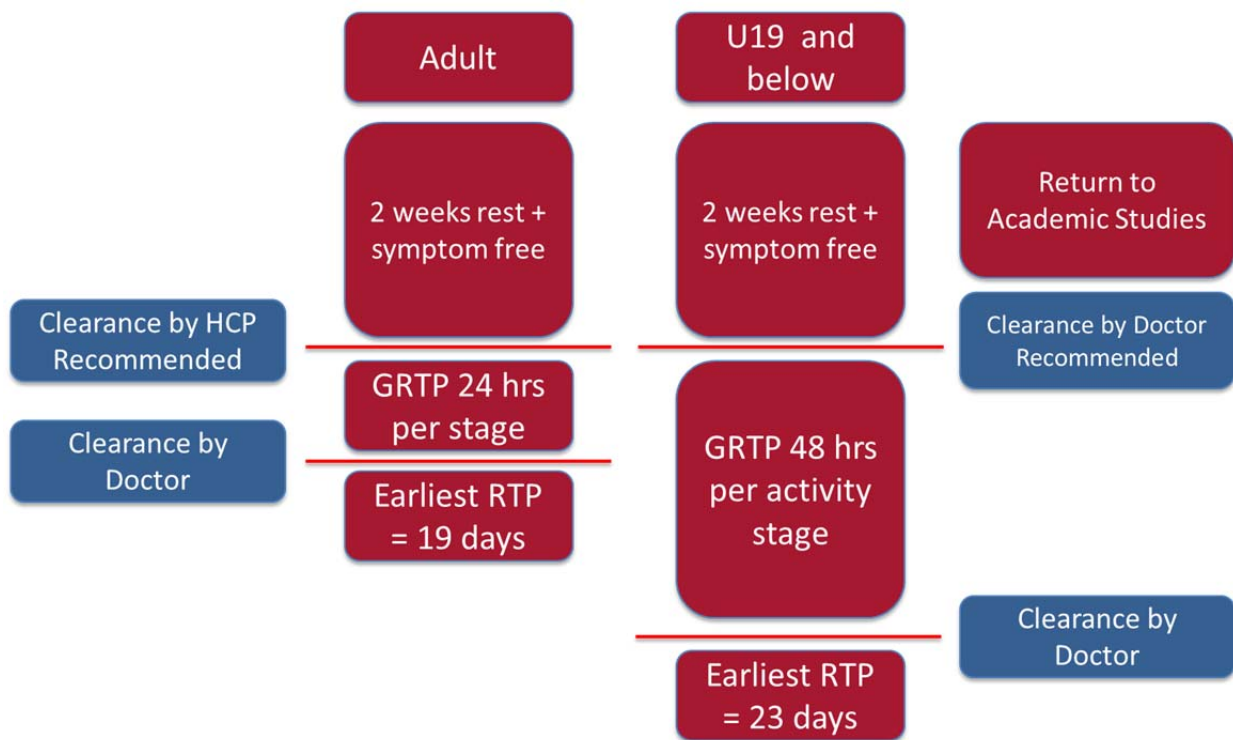 Adult
U19 and
below
2 weeks rest +
symptom free
2 weeks rest +
symptom free
Return to
Academic Studies
Clearance by HCP
Recommended
Clearance by Doctor
Recommended
GRTP 24 hrs
per stage
GRTP 48 hrs
per activity
stage
Clearance by
Doctor
Earliest RTP
= 19 days
Clearance by
Doctor
Earliest RTP
= 23 days